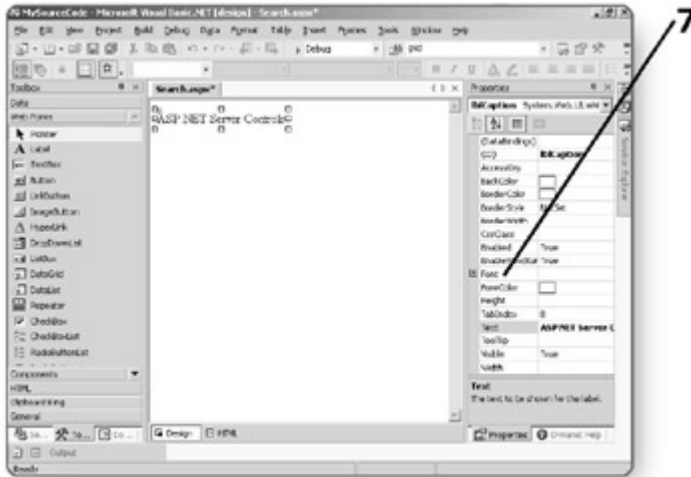 7
MySourceCode - Microsoft Visual Basic.NET [design] - Search.aspx*
File Edit View Project Build Debug Data Format Table Insert Frames Tools Window Help
Debug
Toolbox
Search.aspx*
Properties
Data
Web Forms
lblCaption System.Web.UI.We
Pointer
Label
TextBox
Button
LinkButton
ImageButton
HyperLink
DropDownList
ListBox
DataGrid
DataList
Repeater
CheckBox
CheckBoxList
RadioButtonList
Components
HTML
Clipboard Ring
General
ASP.NET Server Controls
(DataBindings)
(ID) lblCaption
AccessKey
BackColor
BorderColor
BorderStyle NotSet
BorderWidth
CssClass
Enabled True
True
Font
ForeColor
Height
TabIndex 0
Text ASP.NET Server C
ToolTip
Visible True
Width
Text
The text to be shown for the label.
Se... To... Co...
Design HTML
Properties Dynamic Help
Output
Ready